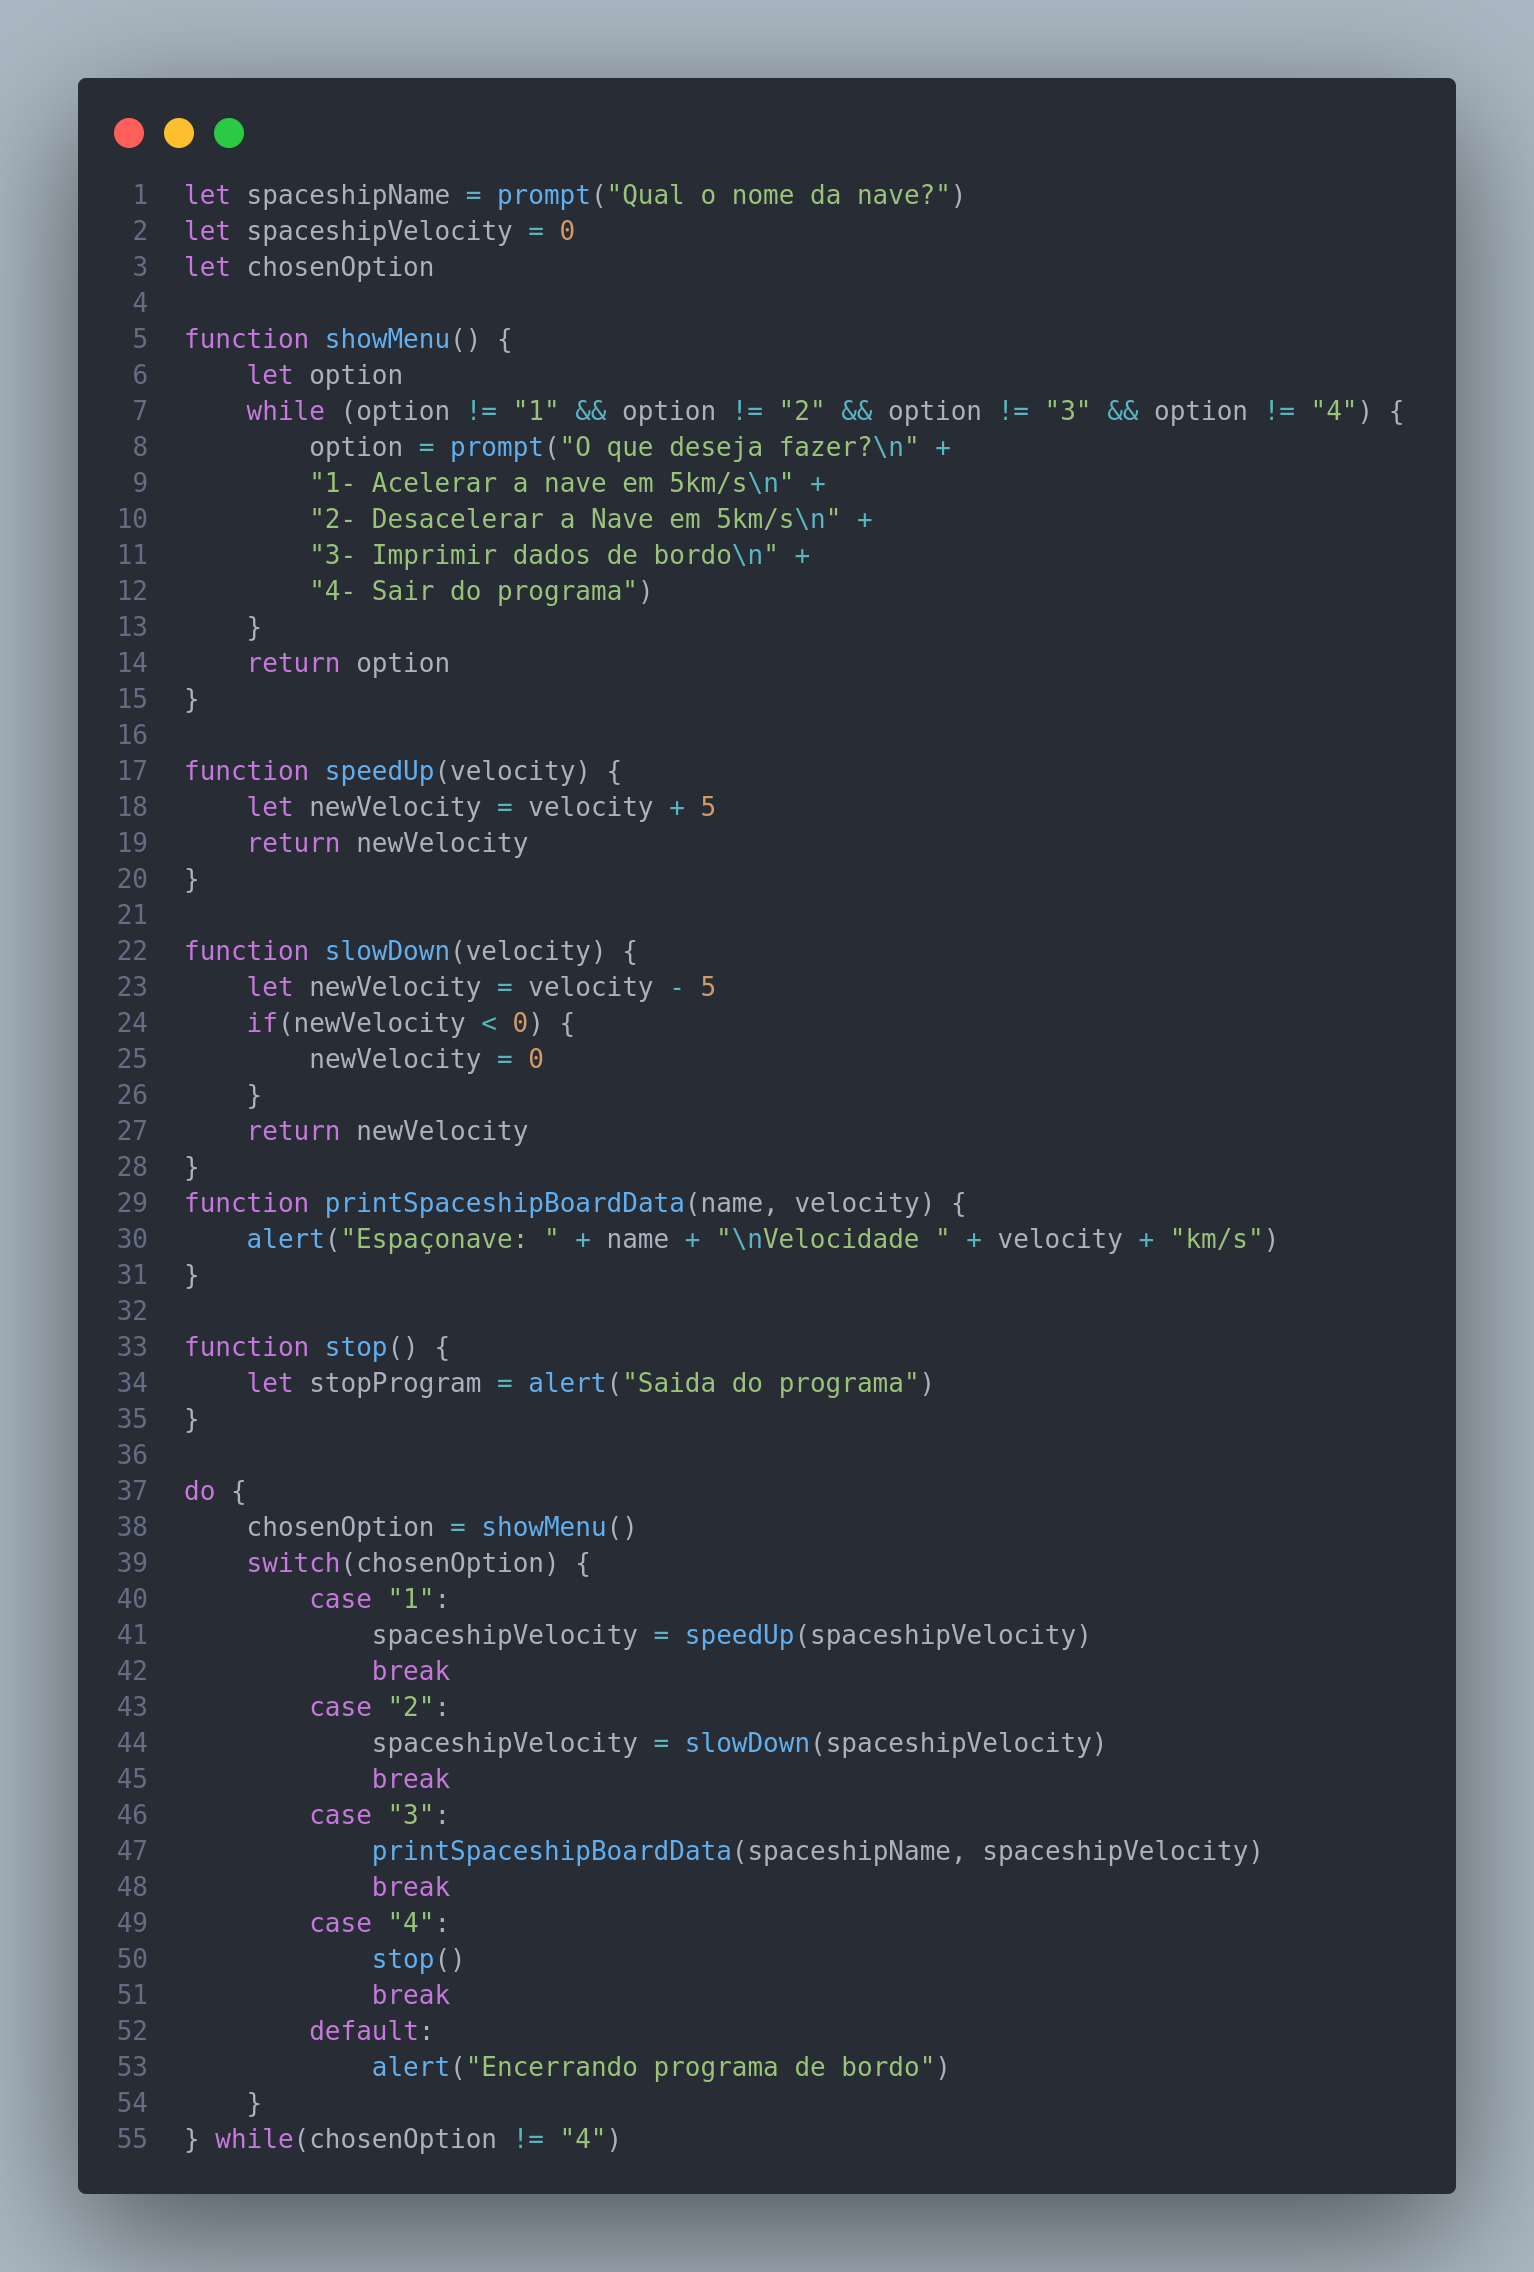 1 let spaceshipName = prompt("Qual o nome da nave?")
2 let spaceshipVelocity = 0
3 let chosenOption
4
5 function showMenu() {
6     let option
7     while (option != "1" && option != "2" && option != "3" && option != "4") {
8         option = prompt("O que deseja fazer?\n" +
9         "1- Acelerar a nave em 5km/s\n" +
10         "2- Desacelerar a Nave em 5km/s\n" +
11         "3- Imprimir dados de bordo\n" +
12         "4- Sair do programa")
13     }
14     return option
15 }
16
17 function speedUp(velocity) {
18     let newVelocity = velocity + 5
19     return newVelocity
20 }
21
22 function slowDown(velocity) {
23     let newVelocity = velocity - 5
24     if(newVelocity < 0) {
25         newVelocity = 0
26     }
27     return newVelocity
28 }
29 function printSpaceshipBoardData(name, velocity) {
30     alert("Espaçonave: " + name + "\nVelocidade " + velocity + "km/s")
31 }
32
33 function stop() {
34     let stopProgram = alert("Saida do programa")
35 }
36
37 do {
38     chosenOption = showMenu()
39     switch(chosenOption) {
40         case "1":
41             spaceshipVelocity = speedUp(spaceshipVelocity)
42             break
43         case "2":
44             spaceshipVelocity = slowDown(spaceshipVelocity)
45             break
46         case "3":
47             printSpaceshipBoardData(spaceshipName, spaceshipVelocity)
48             break
49         case "4":
50             stop()
51             break
52         default:
53             alert("Encerrando programa de bordo")
54     }
55 } while(chosenOption != "4")